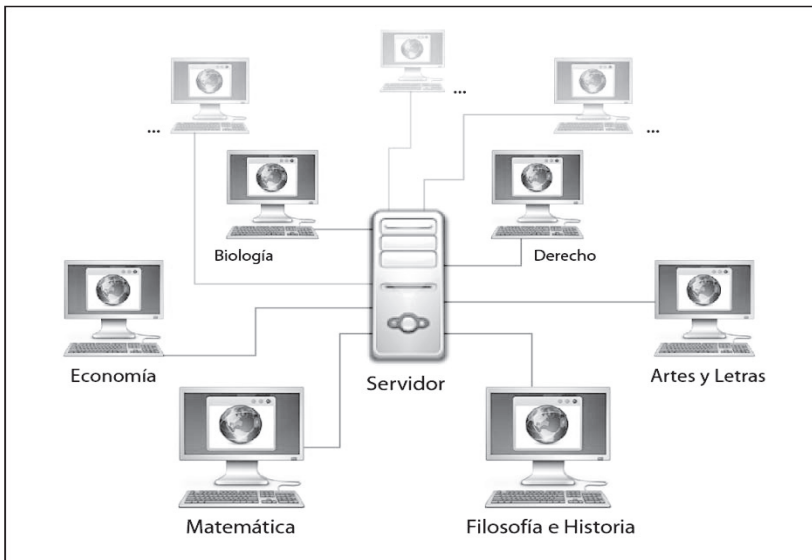 ...
...
...
Biología
Derecho
Economía
Servidor
Artes y Letras
Matemática
Filosofía e Historia